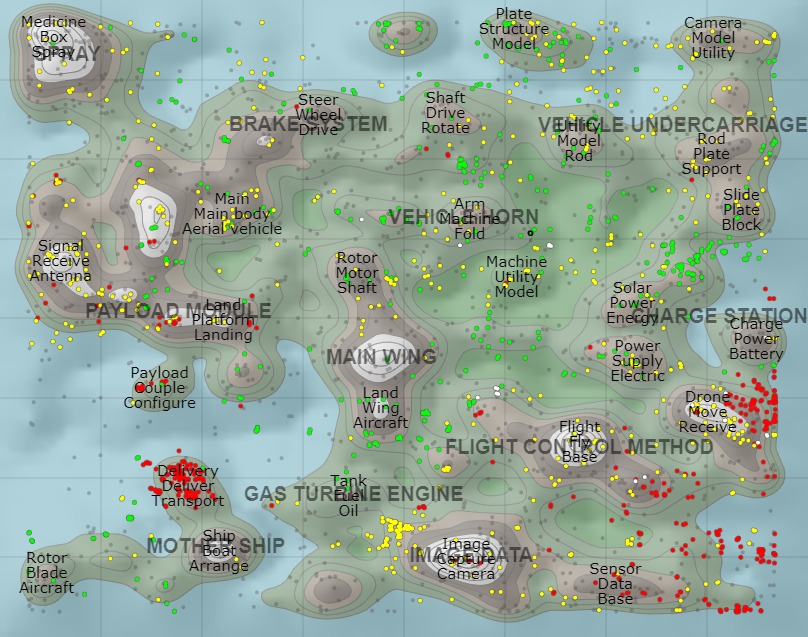 Medicine
Box
Spray
SPRAY
Plate
Structure
Model
Camera
Model
Utility
Steer
Wheel
Drive
BRAKE SYSTEM
Shaft
Drive
Rotate
VEHICLE UNDERCARRIAGE
Utility
Model
Rod
Rod
Plate
Support
Main
Main body
Aerial vehicle
Arm
Machine
Fold
VEHICLE HORN
Slide
Plate
Block
Signal
Receive
Antenna
Rotor
Motor
Shaft
Machine
Utility
Model
Solar
Power
Energy
PAYLOAD MODULE
Land
Platform
Landing
CHARGE STATION
Charge
Power
Battery
MAIN WING
Power
Supply
Electric
Payload
Couple
Configure
Land
Wing
Aircraft
Drone
Move
Receive
Flight
Fly
Base
FLIGHT CONTROL METHOD
Delivery
Deliver
Transport
Tank
Fuel
Oil
GAS TURBINE ENGINE
MOTHER SHIP
Ship
Boat
Arrange
IMAGE DATA
Image
Capture
Camera
Rotor
Blade
Aircraft
Sensor
Data
Base